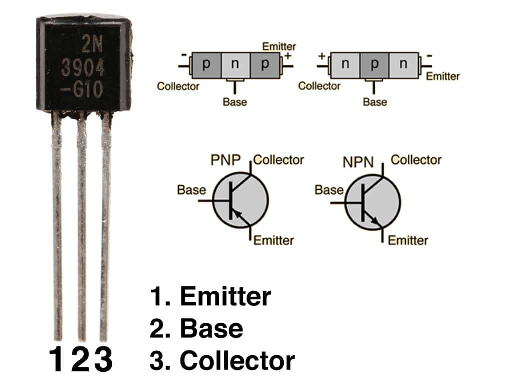 2N
3904
-G10
123
- p n p +
Emitter
Collector
Base
+ n p n -
Emitter
Collector
Base
PNP Collector
Base
Emitter
NPN Collector
Base
Emitter
1. Emitter
2. Base
3. Collector